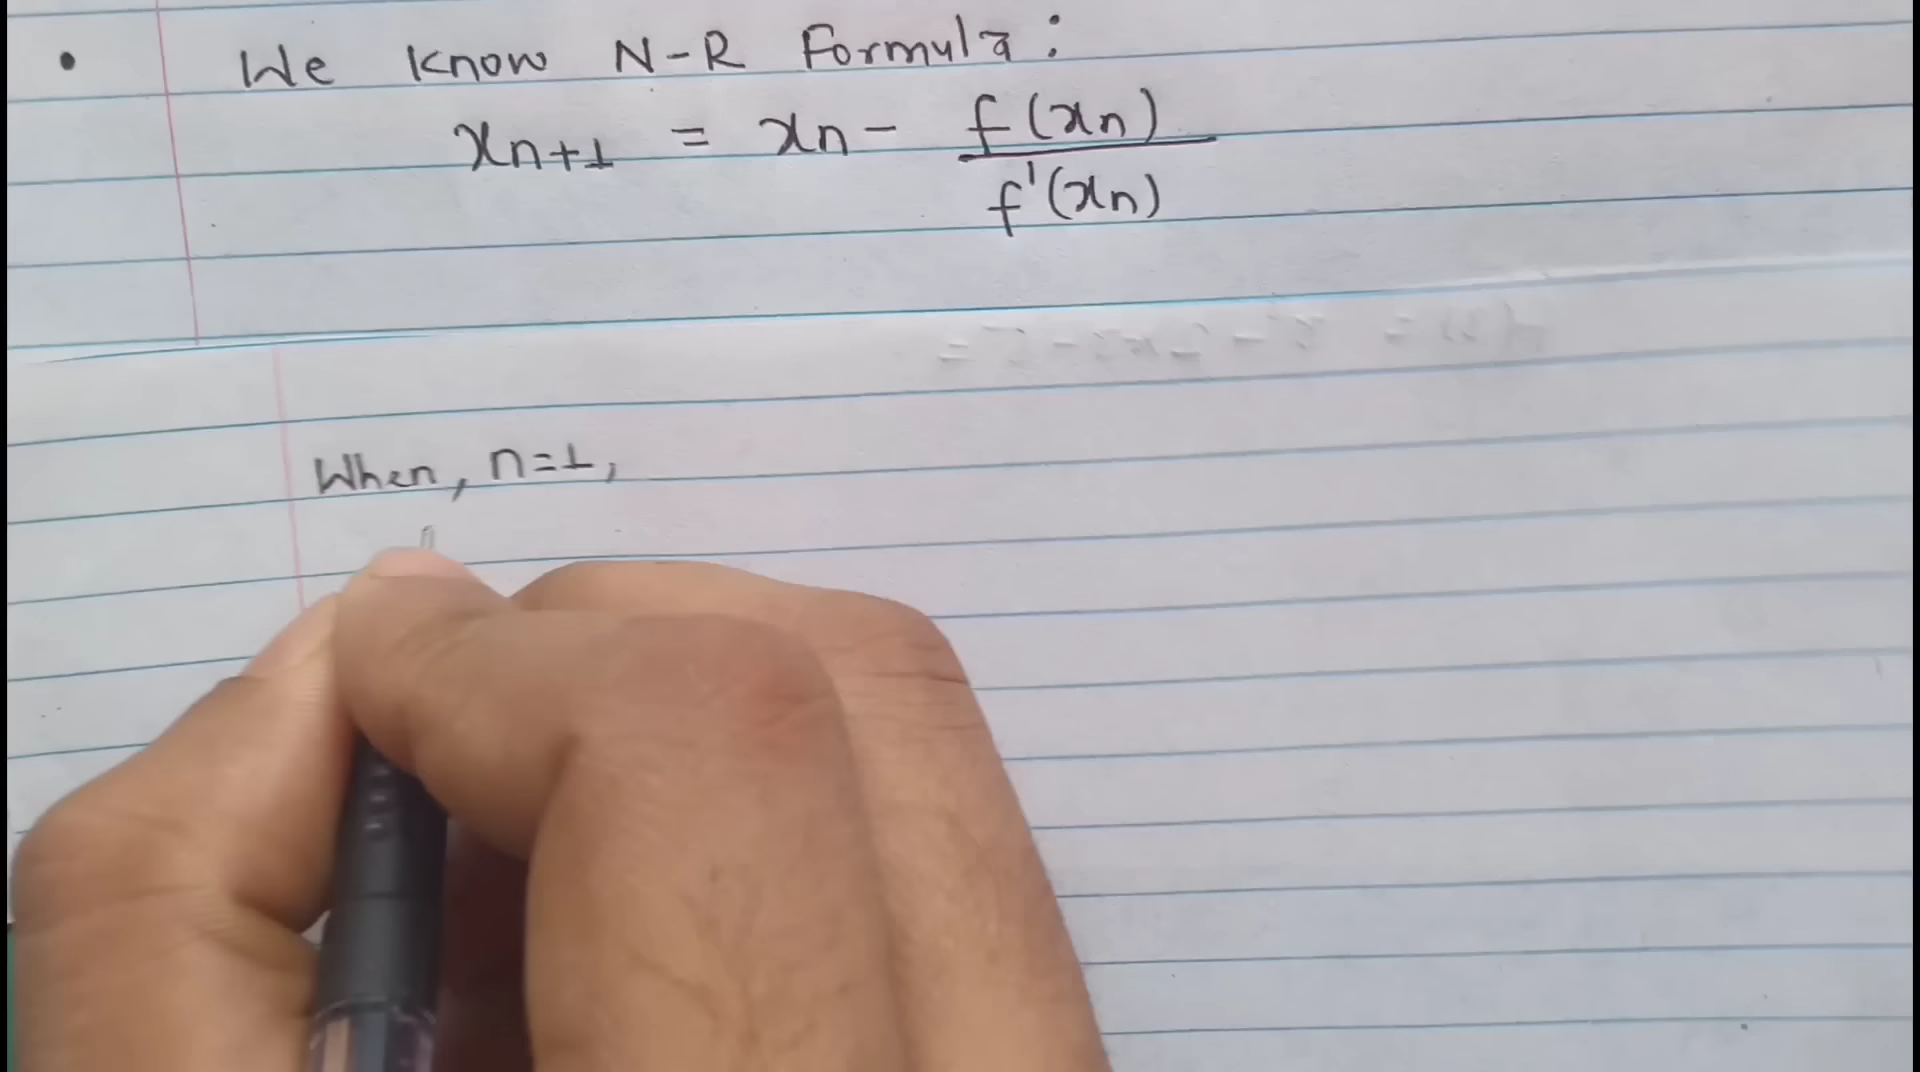 We know N-R Formula:
xn+1 = xn - f(xn)
f'(xn)
When, n=1,